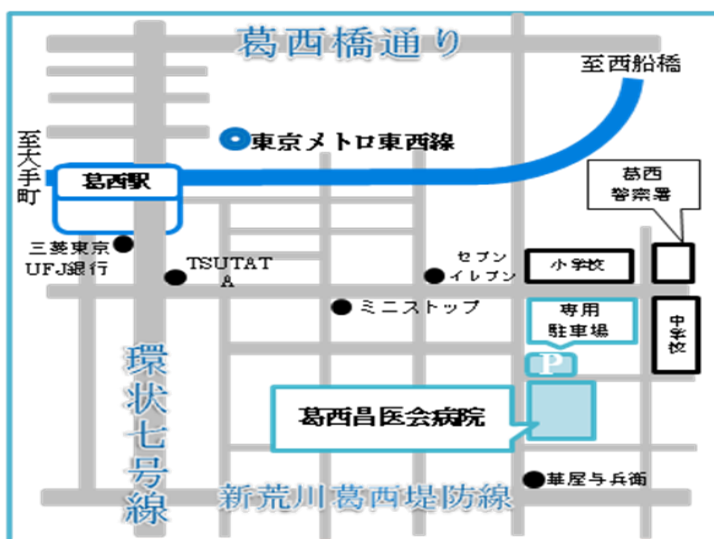 葛西橋通り
至西船橋
至大手町
東京メトロ東西線
葛西駅
葛西
警察署
三菱東京
UFJ銀行
TSUTAT
A
セブン
イレブン
小学校
ミニストップ
専用
駐車場
中学校
P
環状七号線
葛西昌医会病院
華屋与兵衛
新荒川葛西堤防線